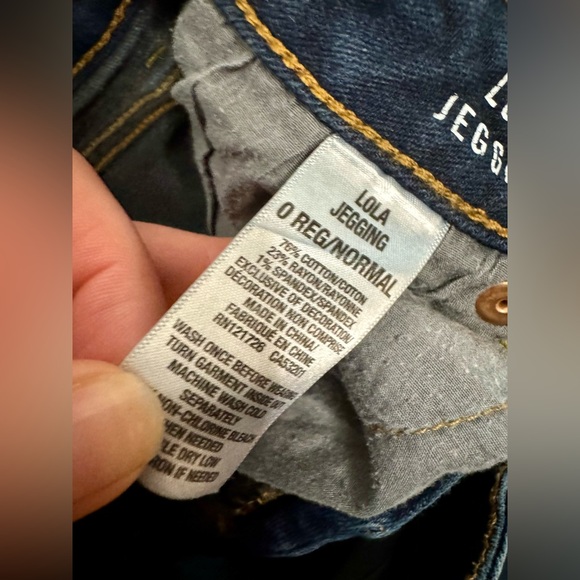 JEGG
LOLA
JEGGING
0 REG/NORMAL
76% COTTON/COTON
23% RAYON/RAYONNE
1% SPANDEX/SPANDEX
EXCLUSIVE OF DECORATION/
DECORATION NON COMPRISE
MADE IN CHINA/
FABRIQUÉ EN CHINE
RN121726 CA53201
WASH ONCE BEFORE
TURN GARMENT INSIDE
MACHINE WASH COLD
SEPARATELY
NON-CHLORINE BLEACH
WHEN NEEDED
DRY LOW
IRON IF NEEDED